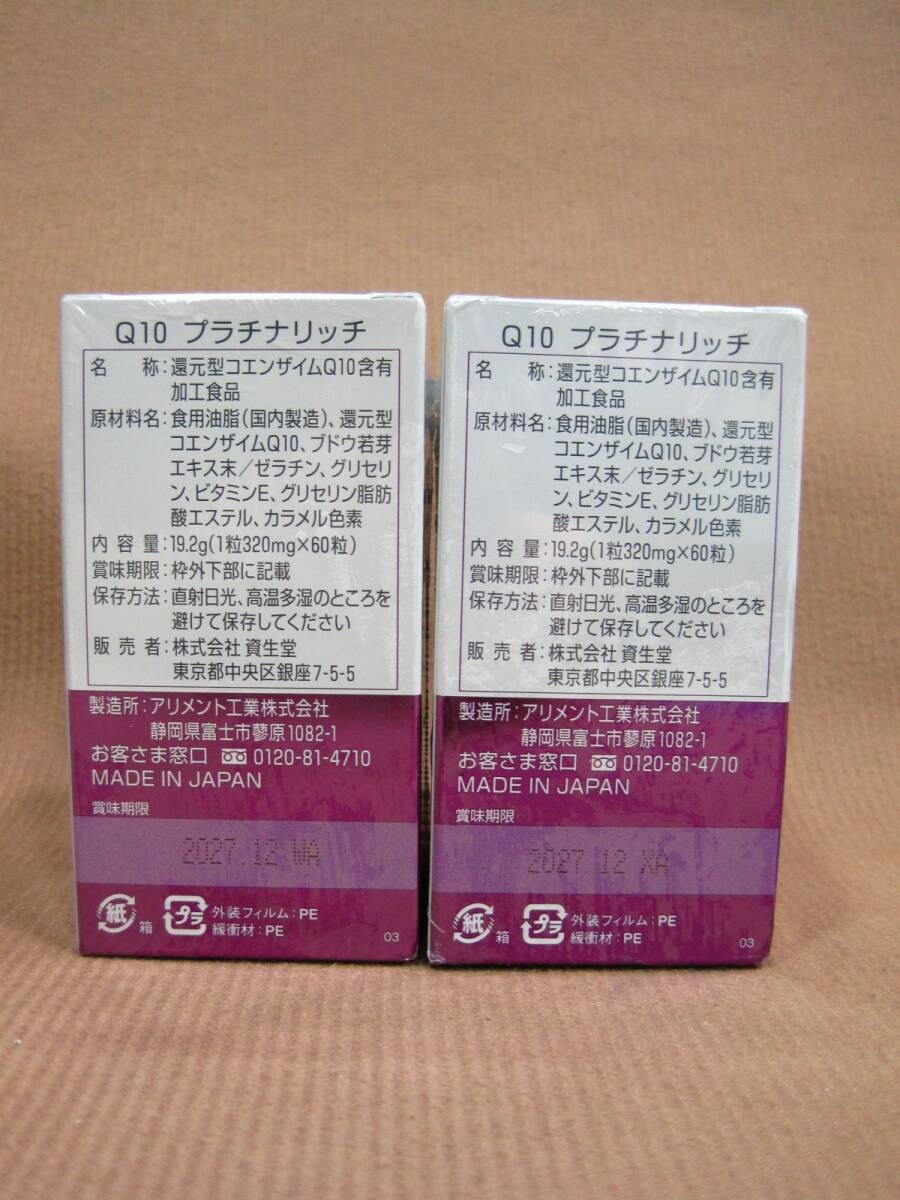 Q10 プラチナリッチ
名 称:還元型コエンザイムQ10含有
加工食品
原材料名:食用油脂(国内製造)、還元型
コエンザイムQ10、ブドウ若芽
エキス末/ゼラチン、グリセリ
ン、ビタミンE、グリセリン脂肪
酸エステル、カラメル色素
内 容 量:19.2g(1粒320mg×60粒)
賞味期限:枠外下部に記載
保存方法:直射日光、高温多湿のところを
避けて保存してください
販 売 者:株式会社 資生堂
東京都中央区銀座7-5-5
製造所:アリメント工業株式会社
静岡県富士市蓼原1082-1
お客さま窓口 0120-81-4710
MADE IN JAPAN
賞味期限
2027.12 WA
紙 箱 プラ 外装フィルム:PE
緩衝材:PE
03
Q10 プラチナリッチ
名 称:還元型コエンザイムQ10含有
加工食品
原材料名:食用油脂(国内製造)、還元型
コエンザイムQ10、ブドウ若芽
エキス末/ゼラチン、グリセリ
ン、ビタミンE、グリセリン脂肪
酸エステル、カラメル色素
内 容 量:19.2g(1粒320mg×60粒)
賞味期限:枠外下部に記載
保存方法:直射日光、高温多湿のところを
避けて保存してください
販 売 者:株式会社 資生堂
東京都中央区銀座7-5-5
製造所:アリメント工業株式会社
静岡県富士市蓼原1082-1
お客さま窓口 0120-81-4710
MADE IN JAPAN
賞味期限
2027.12 XA
紙 箱 プラ 外装フィルム:PE
緩衝材:PE
03